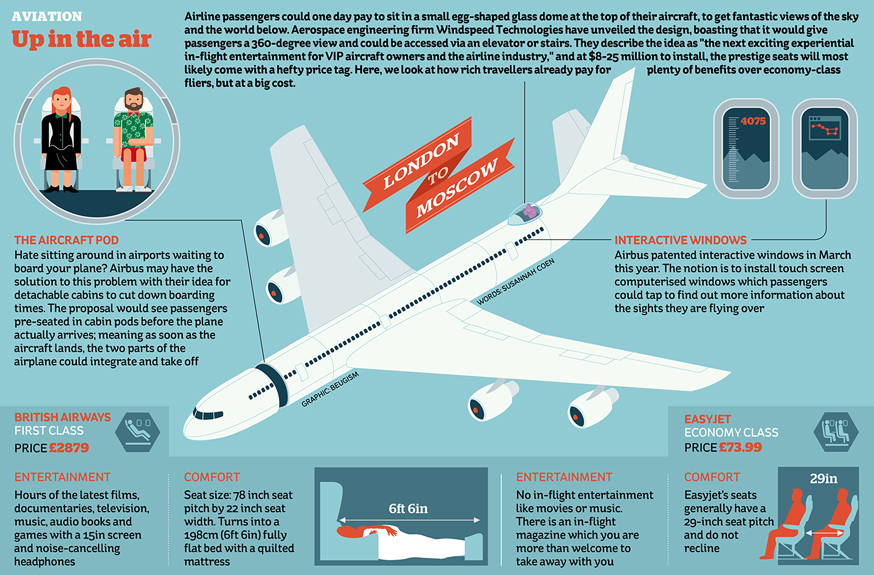 AVIATION
Up in the air
Airline passengers could one day pay to sit in a small egg-shaped glass dome at the top of their aircraft, to get fantastic views of the sky
and the world below. Aerospace engineering firm Windspeed Technologies have unveiled the design, boasting that it would give
passengers a 360-degree view and could be accessed via an elevator or stairs. They describe the idea as "the next exciting experiential
in-flight entertainment for VIP aircraft owners and the airline industry," and at $8-25 million to install, the prestige seats will most
likely come with a hefty price tag. Here, we look at how rich travellers already pay for plenty of benefits over economy-class
fliers, but at a big cost.
4075
LONDON
TO
MOSCOW
THE AIRCRAFT POD
Hate sitting around in airports waiting to
board your plane? Airbus may have the
solution to this problem with their idea for
detachable cabins to cut down boarding
times. The proposal would see passengers
pre-seated in cabin pods before the plane
actually arrives; meaning as soon as the
aircraft lands, the two parts of the
airplane could integrate and take off
INTERACTIVE WINDOWS
Airbus patented interactive windows in March
this year. The notion is to install touch screen
computerised windows which passengers
could tap to find out more information about
the sights they are flying over
WORDS: SUSANNAH COEN
GRAPHIC: BEUGISM
BRITISH AIRWAYS
FIRST CLASS
PRICE £2879
ENTERTAINMENT
Hours of the latest films,
documentaries, television,
music, audio books and
games with a 15in screen
and noise-cancelling
headphones
COMFORT
Seat size: 78 inch seat
pitch by 22 inch seat
width. Turns into a
198cm (6ft 6in) fully
flat bed with a quilted
mattress
6ft 6in
EASYJET
ECONOMY CLASS
PRICE £73.99
ENTERTAINMENT
No in-flight entertainment
like movies or music.
There is an in-flight
magazine which you are
more than welcome to
take away with you
COMFORT
Easyjet's seats
generally have a
29-inch seat pitch
and do not
recline
29in